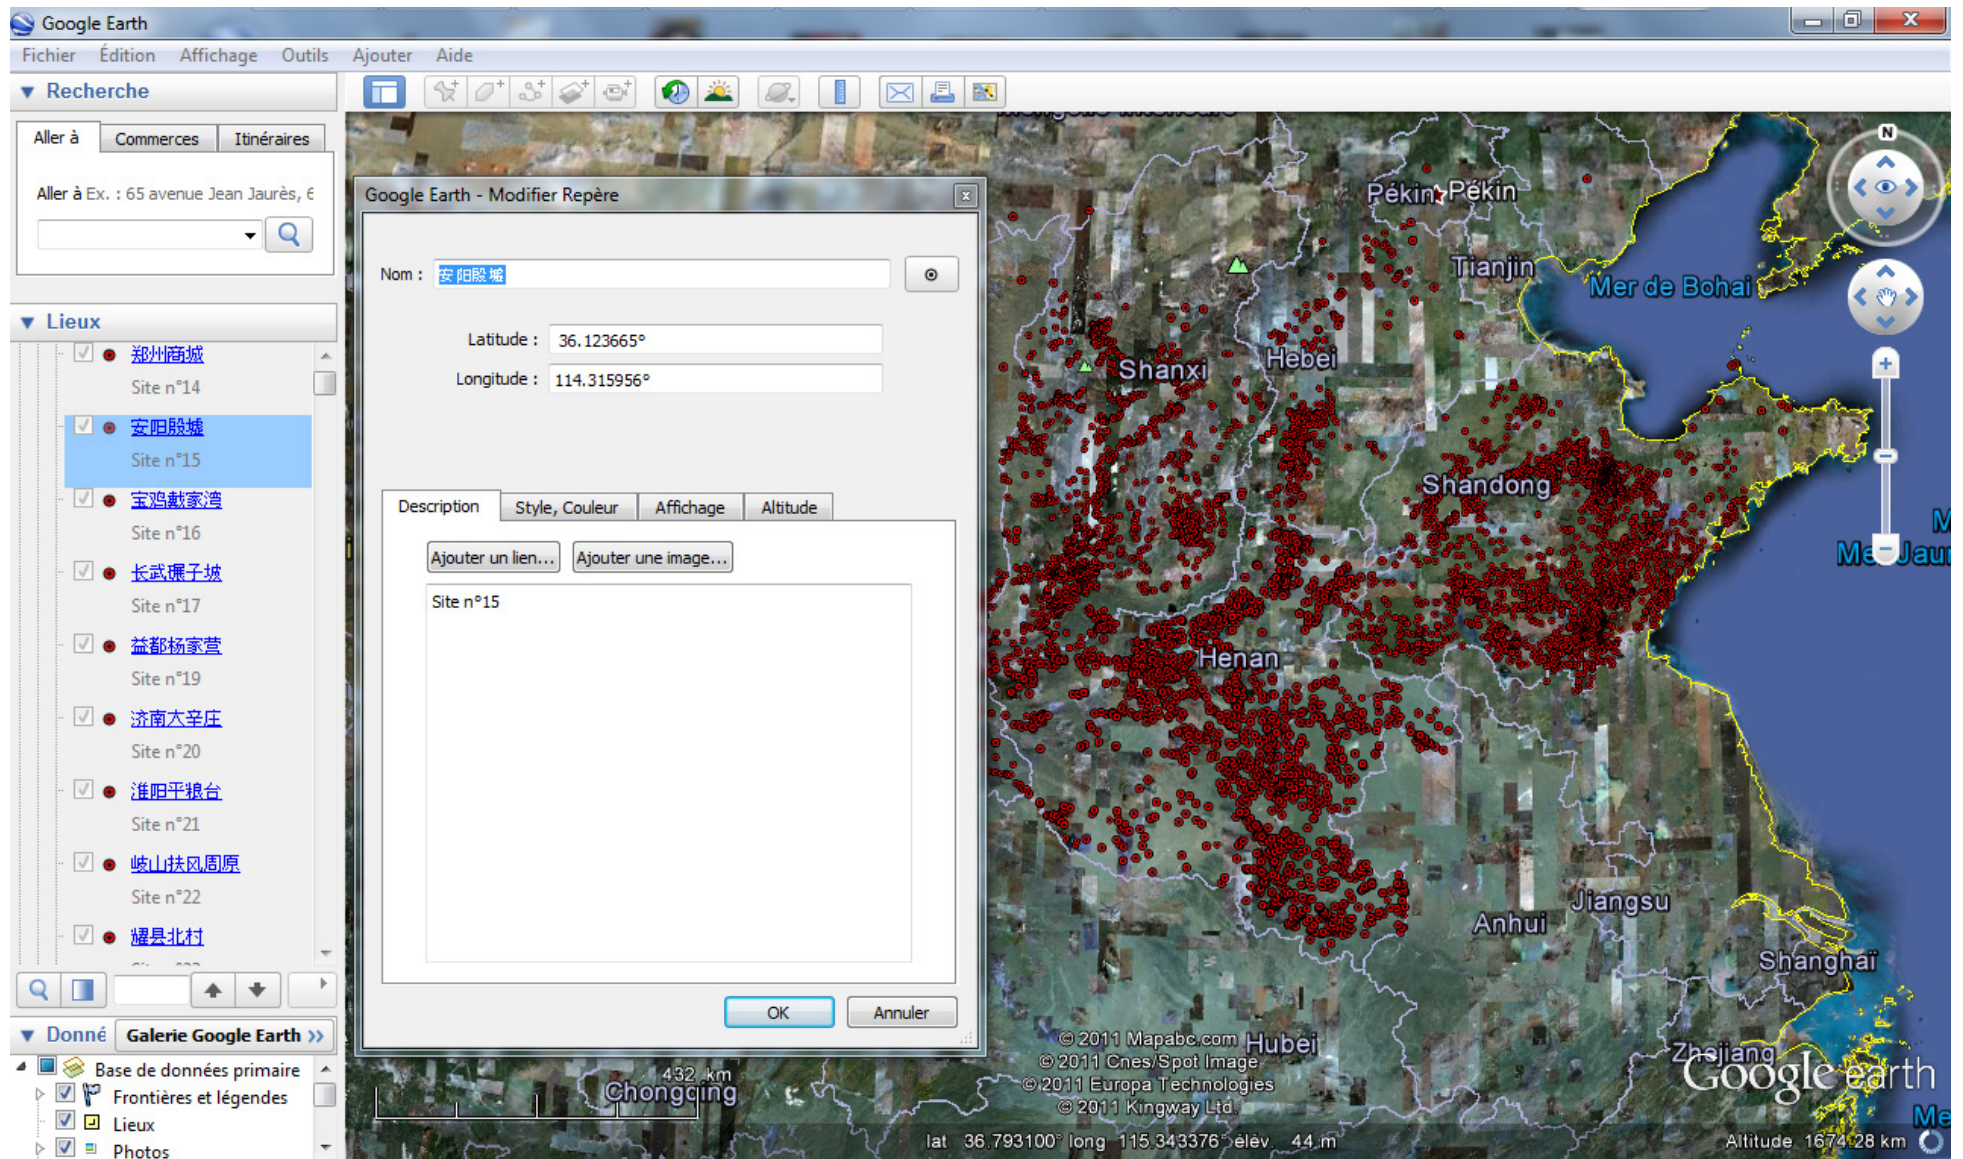 Google Earth
Fichier Édition Affichage Outils Ajouter Aide
Recherche
Aller à Commerces Itinéraires
Aller à Ex. : 65 avenue Jean Jaurès, 6
Lieux
郑州商城
Site n°14
安阳殷墟
Site n°15
宝鸡戴家湾
Site n°16
长武碾子坡
Site n°17
益都杨家营
Site n°19
济南大辛庄
Site n°20
淮阳平粮台
Site n°21
岐山扶风周原
Site n°22
耀县北村
Donné Galerie Google Earth >>
Base de données primaire
Frontières et légendes
Lieux
Photos
Google Earth - Modifier Repère
Nom : 安阳殷墟
Latitude : 36.123665°
Longitude : 114.315956°
Description Style, Couleur Affichage Altitude
Ajouter un lien... Ajouter une image...
Site n°15
OK Annuler
N
Pékin Pékin
Tianjin
Mer de Bohai
Hebei
Shanxi
Shandong
Henan
Jiangsu
Anhui
Shanghaï
Hubei
Zhejiang
Chongqing
432 km
© 2011 Mapabc.com
© 2011 Cnes/Spot Image
© 2011 Europa Technologies
© 2011 Kingway Ltd.
Google earth
lat 36.793100° long 115.343376° élév. 44 m
Altitude 1674.28 km